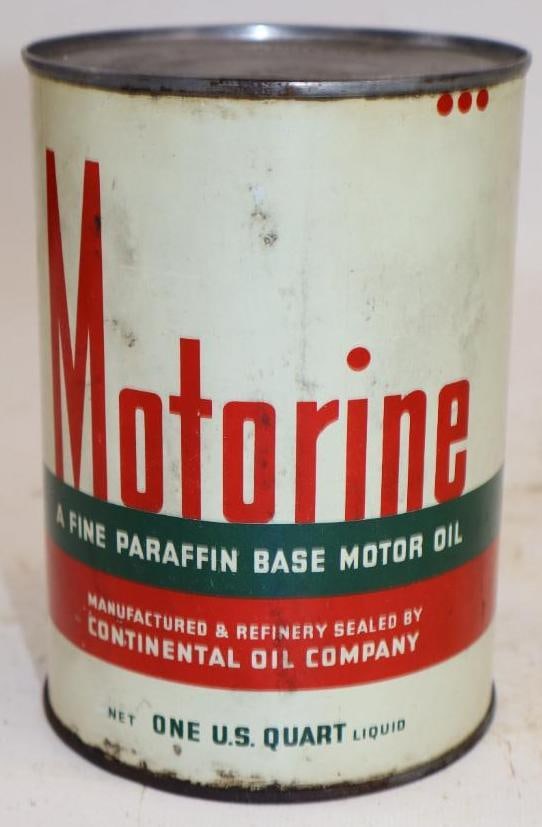 Motorine
A FINE PARAFFIN BASE MOTOR OIL
MANUFACTURED & REFINERY SEALED BY
CONTINENTAL OIL COMPANY
NET ONE U.S. QUART LIQUID